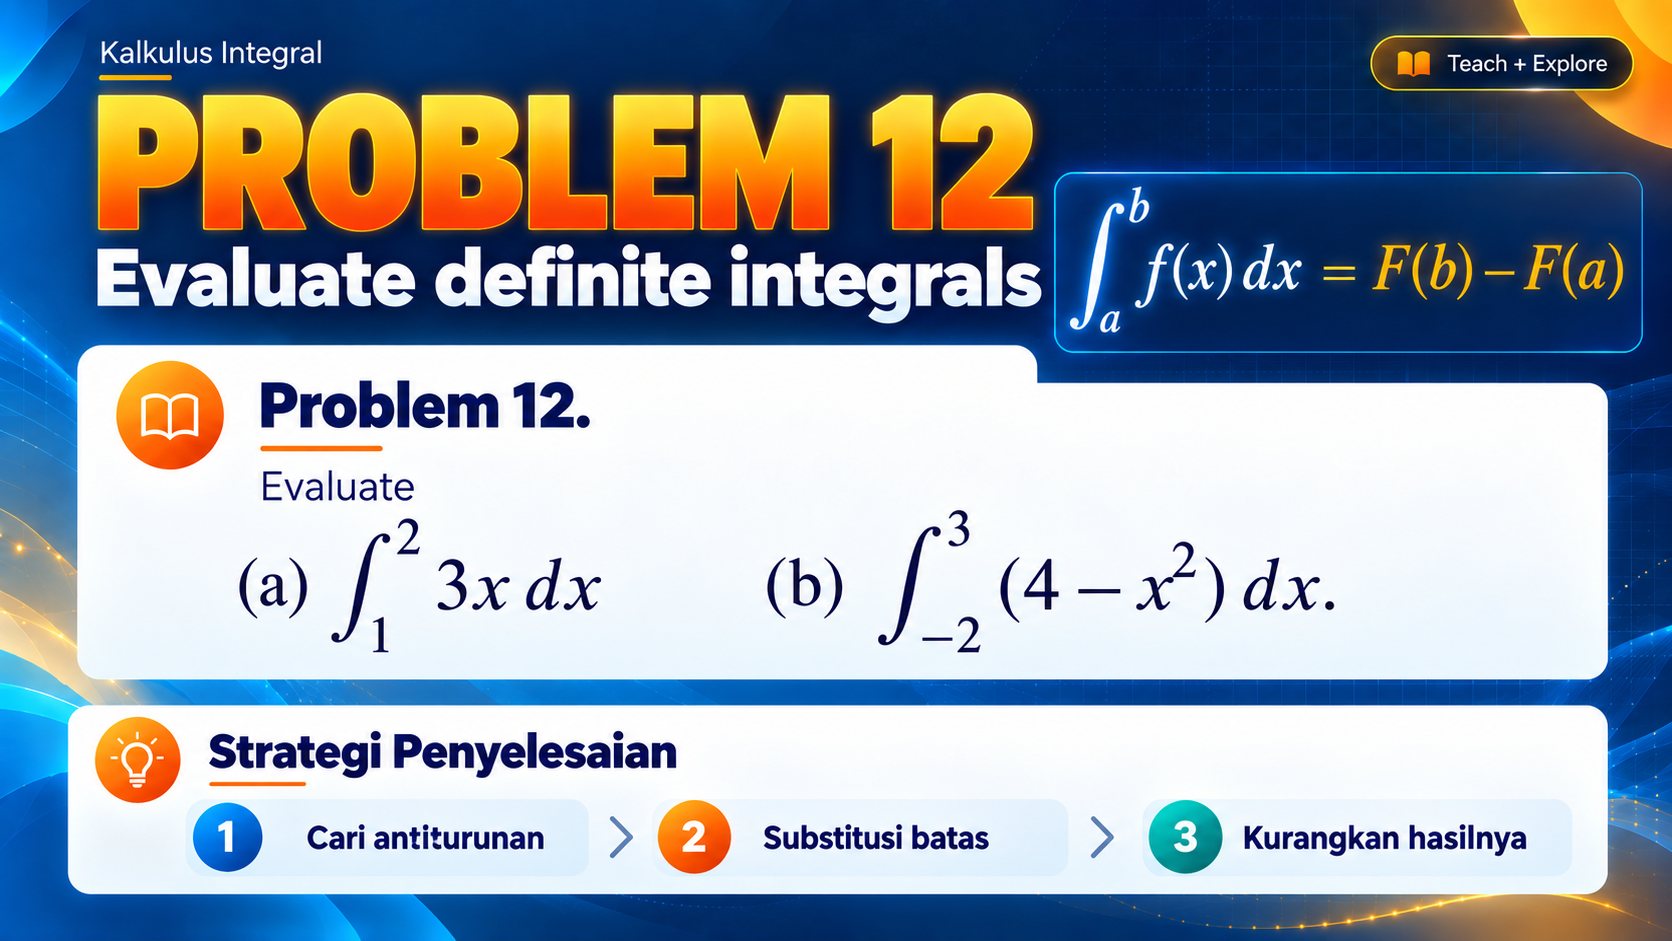 Kalkulus Integral
Teach + Explore
PROBLEM 12
Evaluate definite integrals
∫_a^b f(x) dx = F(b) – F(a)
Problem 12.
Evaluate
(a) ∫_1^2 3x dx
(b) ∫_{-2}^3 (4 – x²) dx.
Strategi Penyelesaian
1 Cari antiturunan
2 Substitusi batas
3 Kurangkan hasilnya